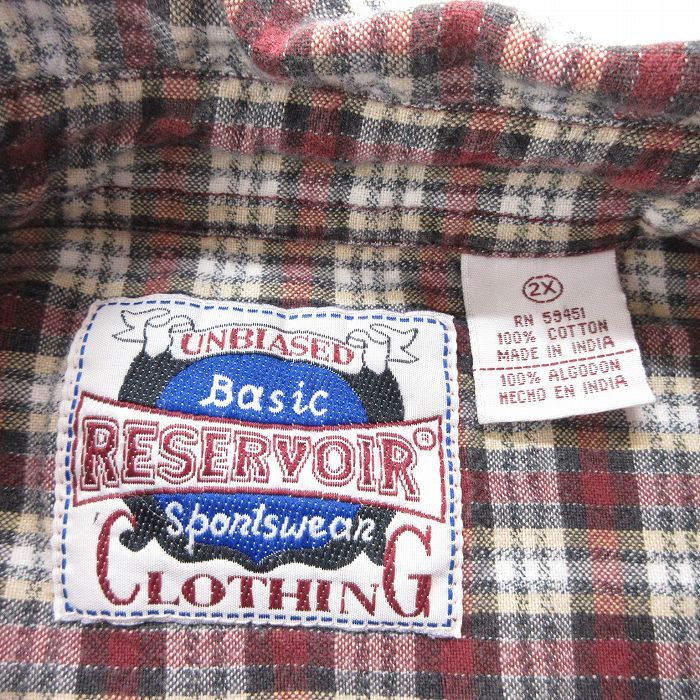 UNBIASED
Basic
RESERVOIR®
Sportswear
CLOTHING
2X
RN 59451
100% COTTON
MADE IN INDIA
100% ALGODON
HECHO EN INDIA